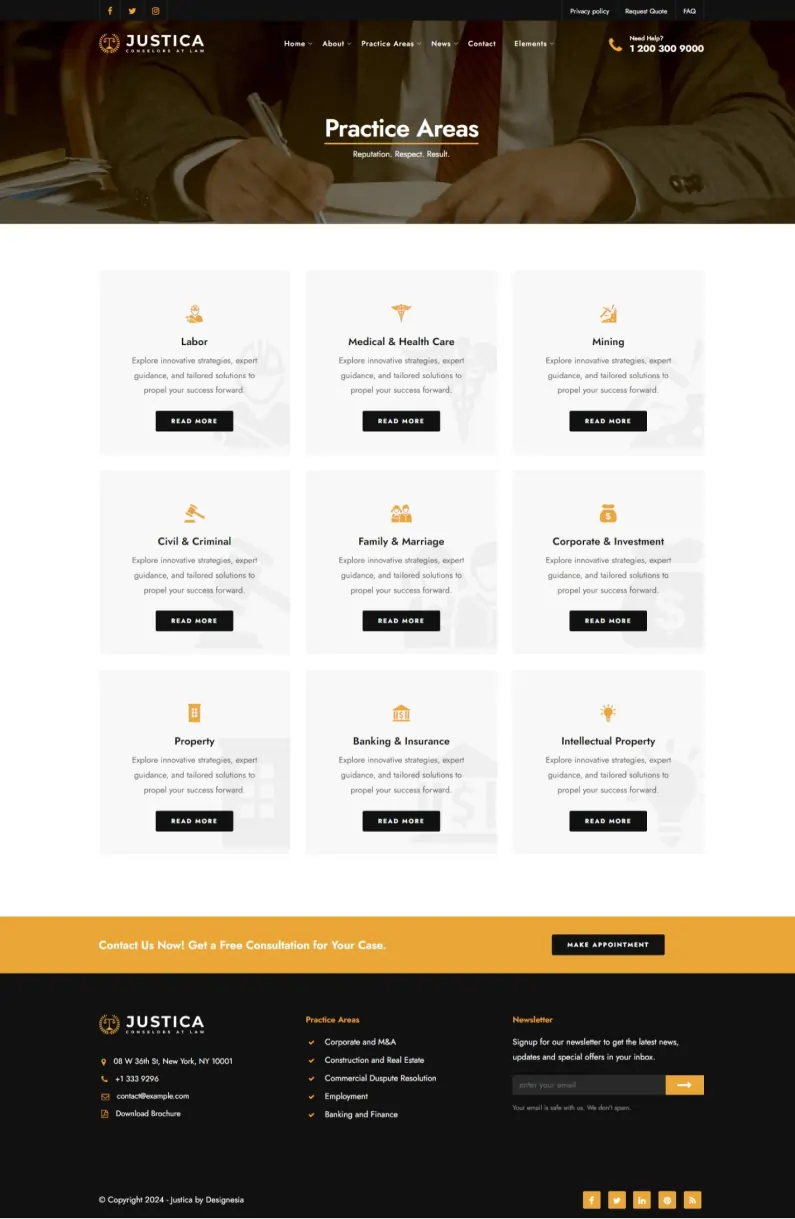 Privacy policy
Request Quote
FAQ
JUSTICA
CONSELORS AT LAW
Home
About
Practice Areas
News
Contact
Elements
Need Help?
1 200 300 9000
Practice Areas
Reputation. Respect. Result.
Labor
Explore innovative strategies, expert
guidance, and tailored solutions to
propel your success forward.
READ MORE
Medical & Health Care
Explore innovative strategies, expert
guidance, and tailored solutions to
propel your success forward.
READ MORE
Mining
Explore innovative strategies, expert
guidance, and tailored solutions to
propel your success forward.
READ MORE
Civil & Criminal
Explore innovative strategies, expert
guidance, and tailored solutions to
propel your success forward.
READ MORE
Family & Marriage
Explore innovative strategies, expert
guidance, and tailored solutions to
propel your success forward.
READ MORE
Corporate & Investment
Explore innovative strategies, expert
guidance, and tailored solutions to
propel your success forward.
READ MORE
Property
Explore innovative strategies, expert
guidance, and tailored solutions to
propel your success forward.
READ MORE
Banking & Insurance
Explore innovative strategies, expert
guidance, and tailored solutions to
propel your success forward.
READ MORE
Intellectual Property
Explore innovative strategies, expert
guidance, and tailored solutions to
propel your success forward.
READ MORE
Contact Us Now! Get a Free Consultation for Your Case.
MAKE APPOINTMENT
JUSTICA
CONSELORS AT LAW
08 W 36th St, New York, NY 10001
+1 333 9296
contact@example.com
Download Brochure
Practice Areas
Corporate and M&A
Construction and Real Estate
Commercial Duspute Resolution
Employment
Banking and Finance
Newsletter
Signup for our newsletter to get the latest news,
updates and special offers in your inbox.
enter your email
Your email is safe with us. We don't spam.
© Copyright 2024 - Justica by Designesia